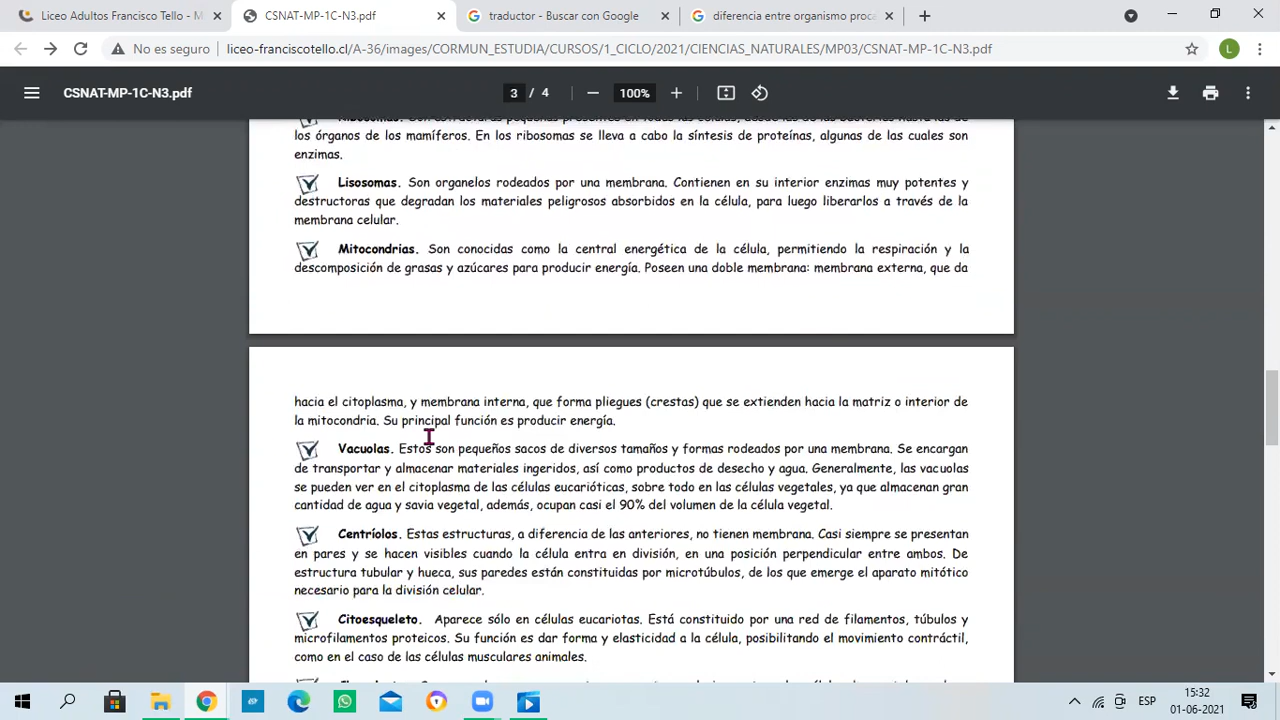 Liceo Adultos Francisco Tello - M
CSNAT-MP-1C-N3.pdf
traductor - Buscar con Google
diferencia entre organismo proca
No es seguro
liceo-franciscotello.cl/A-36/images/CORMUN_ESTUDIA/CURSOS/1_CICLO/2021/CIENCIAS_NATURALES/MP03/CSNAT-MP-1C-N3.pdf
L
CSNAT-MP-1C-N3.pdf
3 / 4
100%
los órganos de los mamíferos. En los ribosomas se lleva a cabo la síntesis de proteínas, algunas de las cuales son
enzimas.
Lisosomas. Son organelos rodeados por una membrana. Contienen en su interior enzimas muy potentes y
destructoras que degradan los materiales peligrosos absorbidos en la célula, para luego liberarlos a través de la
membrana celular.
Mitocondrias. Son conocidas como la central energética de la célula, permitiendo la respiración y la
descomposición de grasas y azúcares para producir energía. Poseen una doble membrana: membrana externa, que da
hacia el citoplasma, y membrana interna, que forma pliegues (crestas) que se extienden hacia la matriz o interior de
la mitocondria. Su principal función es producir energía.
Vacuolas. Estos son pequeños sacos de diversos tamaños y formas rodeados por una membrana. Se encargan
de transportar y almacenar materiales ingeridos, así como productos de desecho y agua. Generalmente, las vacuolas
se pueden ver en el citoplasma de las células eucarióticas, sobre todo en las células vegetales, ya que almacenan gran
cantidad de agua y savia vegetal, además, ocupan casi el 90% del volumen de la célula vegetal.
Centríolos. Estas estructuras, a diferencia de las anteriores, no tienen membrana. Casi siempre se presentan
en pares y se hacen visibles cuando la célula entra en división, en una posición perpendicular entre ambos. De
estructura tubular y hueca, sus paredes están constituidas por microtúbulos, de los que emerge el aparato mitótico
necesario para la división celular.
Citoesqueleto. Aparece sólo en células eucariotas. Está constituido por una red de filamentos, túbulos y
microfilamentos proteicos. Su función es dar forma y elasticidad a la célula, posibilitando el movimiento contráctil,
como en el caso de las células musculares animales.
ESP
15:32
01-06-2021